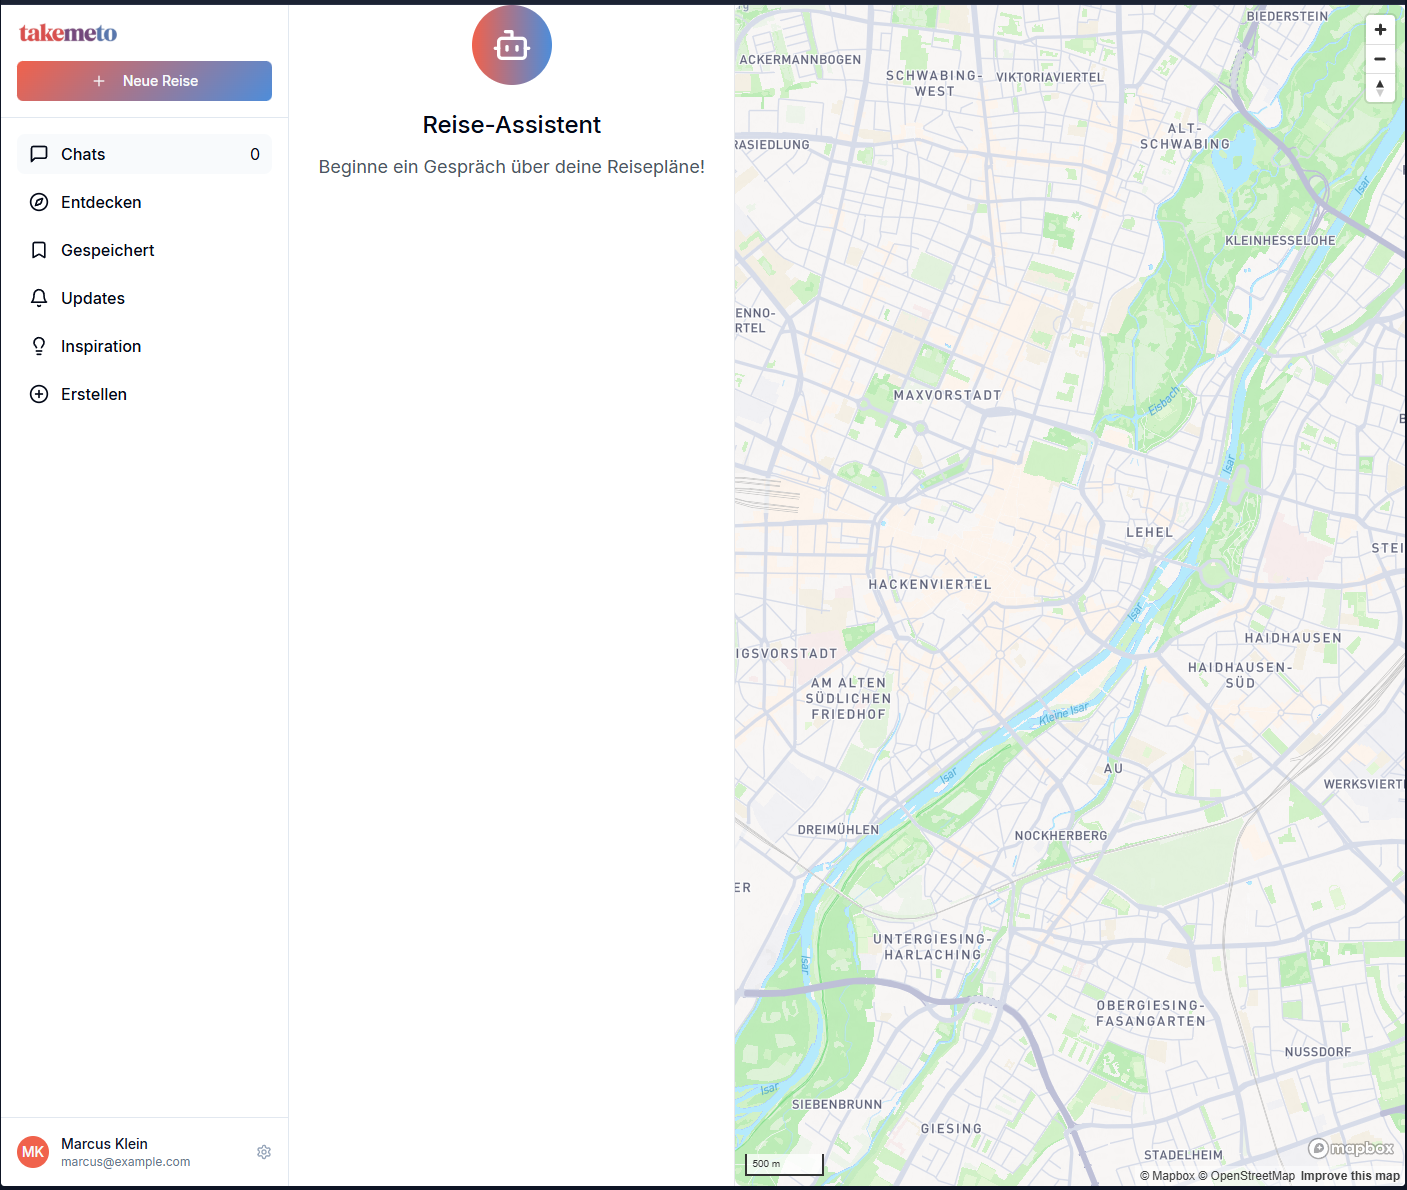 takemeto
Neue Reise
Chats 0
Entdecken
Gespeichert
Updates
Inspiration
Erstellen
Marcus Klein
MK
marcus@example.com
Reise-Assistent
Beginne ein Gespräch über deine Reisepläne!
BIEDERSTEIN
ACKERMANNBOGEN
SCHWABING-
WEST
VIKTORIAVIERTEL
ALT-
SCHWABING
RASIEDLUNG
Isar
KLEINHESSELOHE
ENNO-
RTEL
MAXVORSTADT
Eisbach
Isar
LEHEL
STEI
HACKENVIERTEL
Isar
HAIDHAUSEN
IGSVORSTADT
HAIDHAUSEN-
SÜD
AM ALTEN
SÜDLICHEN
FRIEDHOF
Kleine Isar
Isar
AU
WERKSVIERT
DREIMÜHLEN
NOCKHERBERG
ER
UNTERGIESING-
HARLACHING
Isar
OBERGIESING-
FASANGARTEN
NUSSDORF
Isar
SIEBENBRUNN
GIESING
STADELHEIM
mapbox
500 m
© Mapbox © OpenStreetMap Improve this map